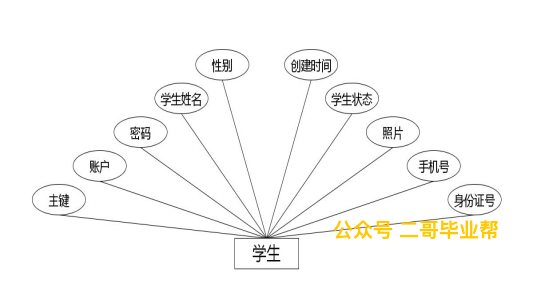 性别
创建时间
学生姓名
学生状态
密码
照片
账户
手机号
主键
身份证号
公众号 二哥毕业帮
学生